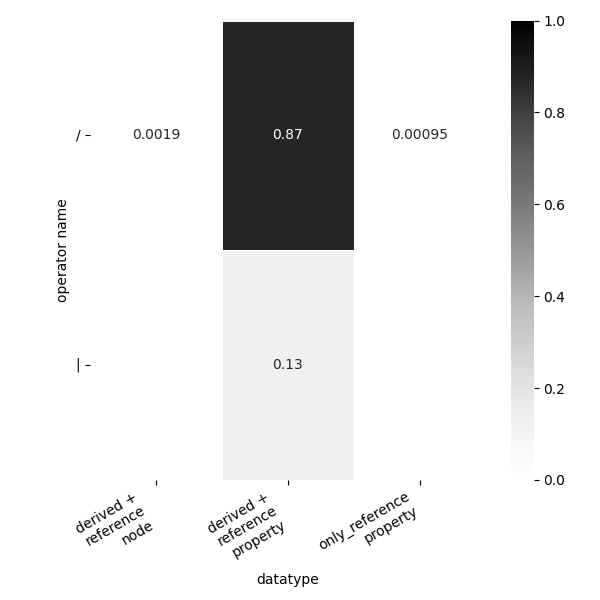 1.0
/
0.0019
0.87
0.00095
0.8
0.6
operator name
0.4
|
0.13
0.2
0.0
derived +
reference
node
derived +
reference
property
only_reference
property
datatype